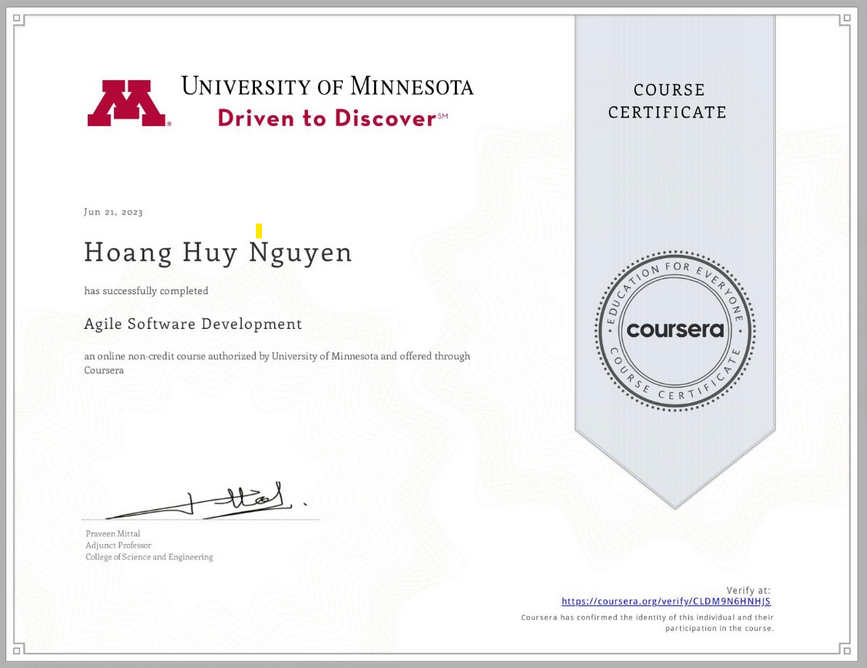 UNIVERSITY OF MINNESOTA
Driven to Discover℠
COURSE
CERTIFICATE
Jun 21, 2023
Hoang Huy Nguyen
has successfully completed
Agile Software Development
an online non-credit course authorized by University of Minnesota and offered through
Coursera
EDUCATION FOR EVERYONE
coursera
COURSE CERTIFICATE
Praveen Mittal
Adjunct Professor
College of Science and Engineering
Verify at:
https://coursera.org/verify/CLDM9N6HNHJS
Coursera has confirmed the identity of this individual and their
participation in the course.